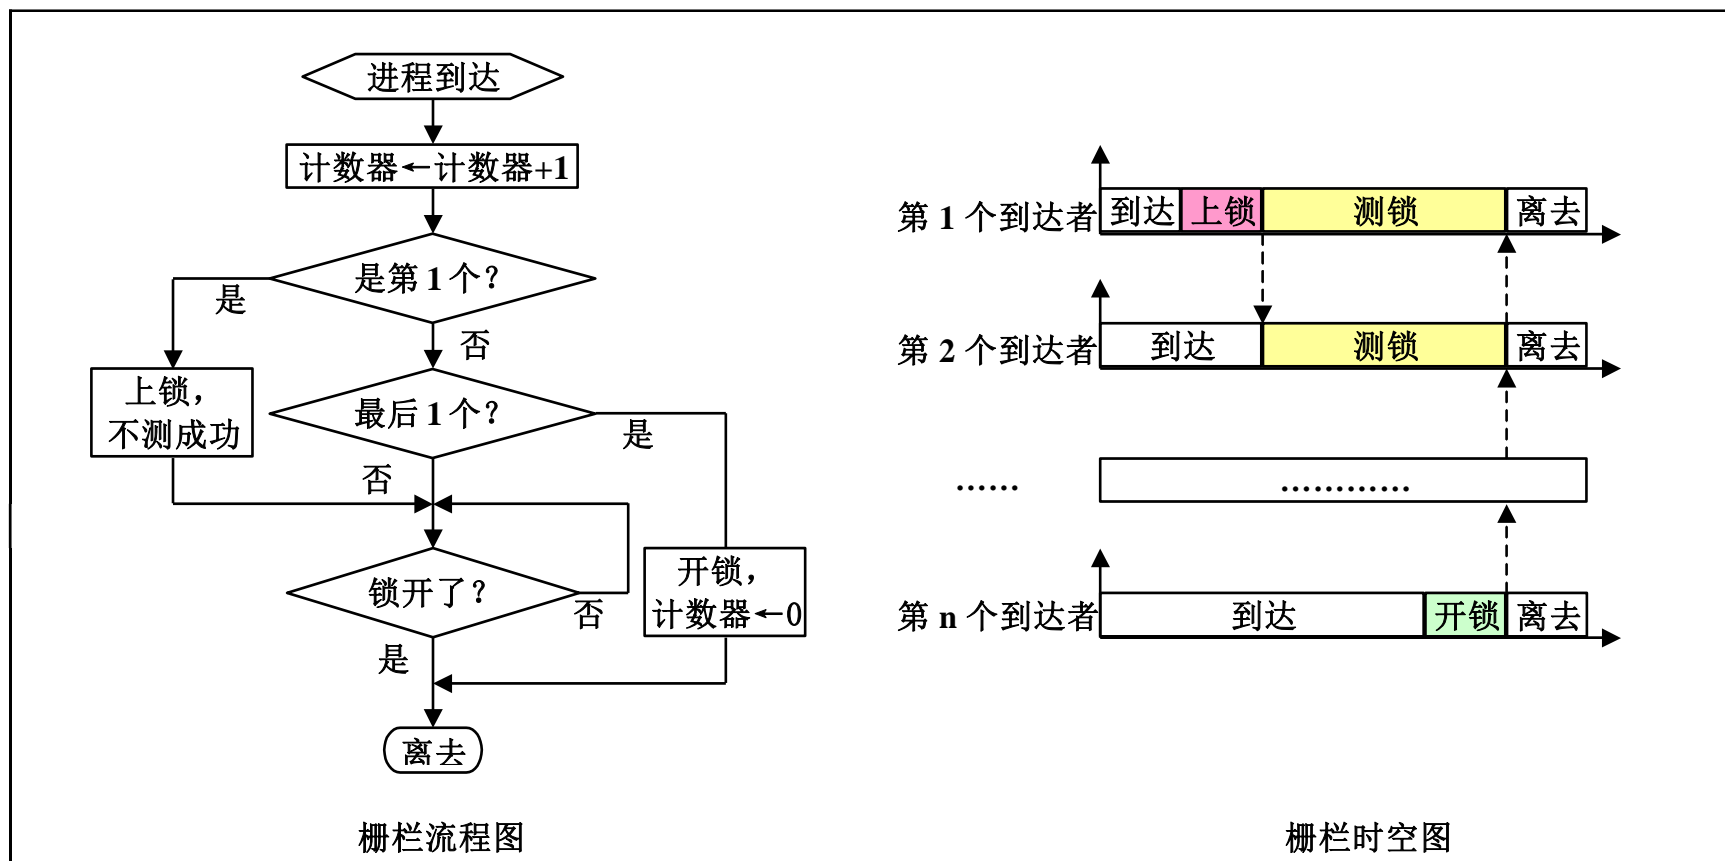 进程到达
计数器←计数器+1
是第 1 个？
是
否
上锁，
不测成功
最后 1 个？
是
否
锁开了？
否
开锁，
计数器←0
是
离去
栅栏流程图
第 1 个到达者
到达
上锁
测锁
离去
第 2 个到达者
到达
测锁
离去
……
…………
第 n 个到达者
到达
开锁
离去
栅栏时空图